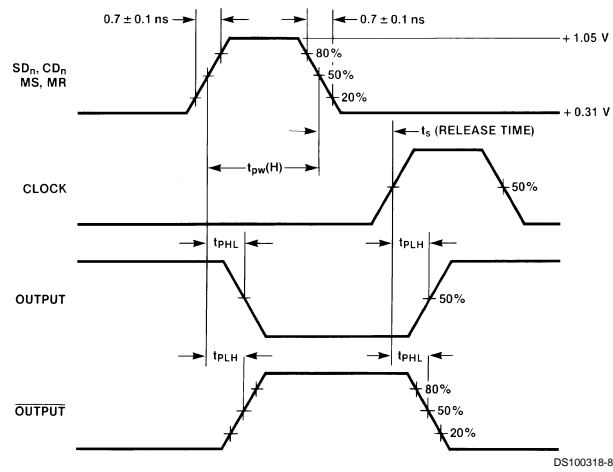 0.7 ± 0.1 ns
0.7 ± 0.1 ns
+ 1.05 V
80%
SDn, CDn
MS, MR
50%
20%
+ 0.31 V
ts (RELEASE TIME)
tpw(H)
CLOCK
50%
tPHL
tPLH
OUTPUT
50%
tPLH
tPHL
80%
OUTPUT
50%
20%
DS100318-8